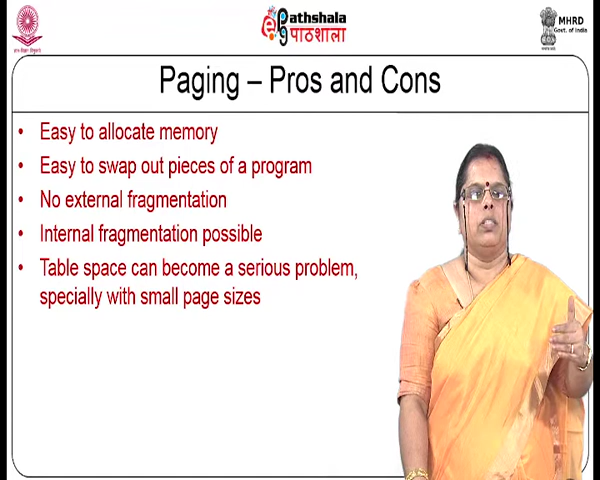 ePathshala
पाठशाला
MHRD
Govt. of India
Paging – Pros and Cons
• Easy to allocate memory
• Easy to swap out pieces of a program
• No external fragmentation
• Internal fragmentation possible
• Table space can become a serious problem,
specially with small page sizes